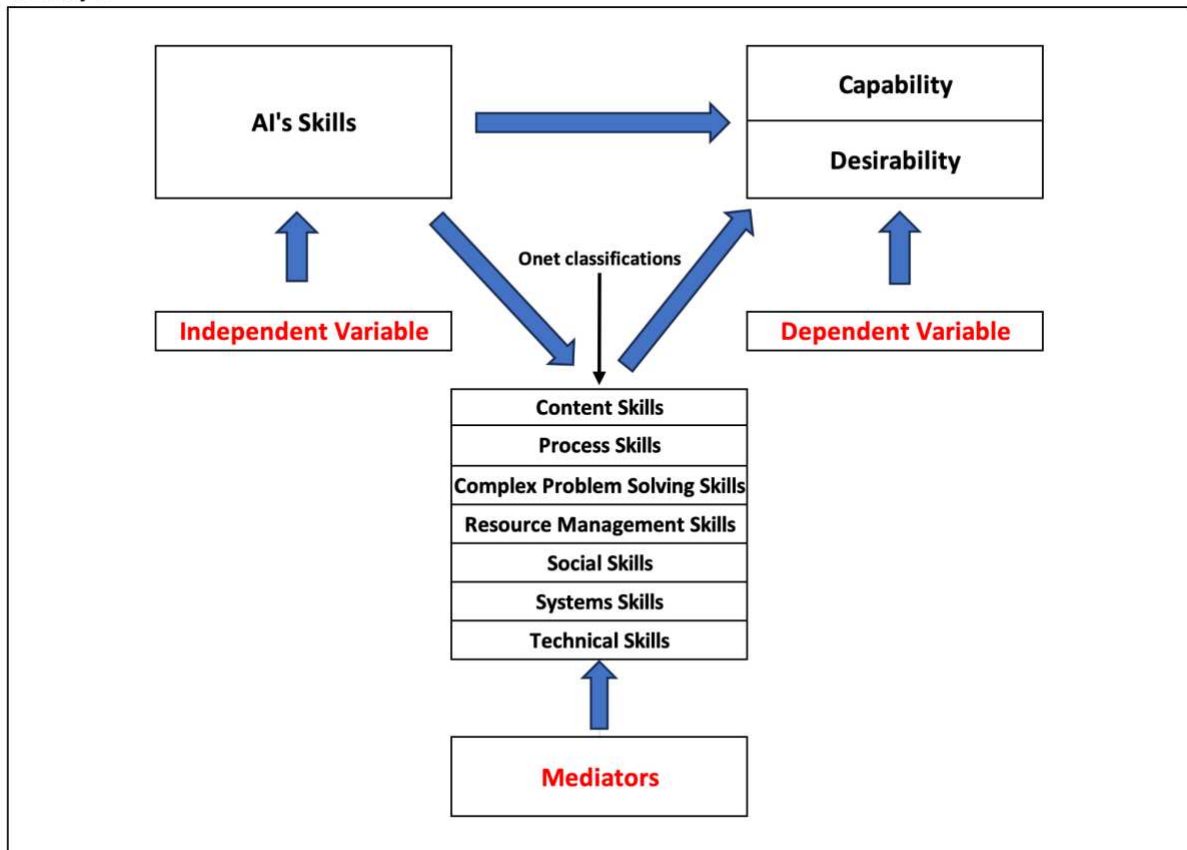 AI's Skills
Capability
Desirability
Onet classifications
Independent Variable
Dependent Variable
Content Skills
Process Skills
Complex Problem Solving Skills
Resource Management Skills
Social Skills
Systems Skills
Technical Skills
Mediators